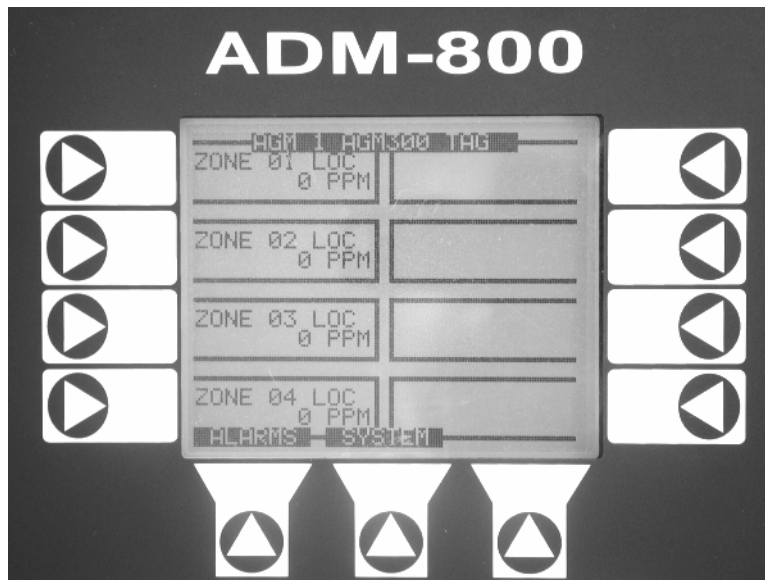 ADM-800
AGM 1 AGM300 TAG
ZONE 01 LOC
0 PPM
ZONE 02 LOC
0 PPM
ZONE 03 LOC
0 PPM
ZONE 04 LOC
0 PPM
ALARMS SYSTEM